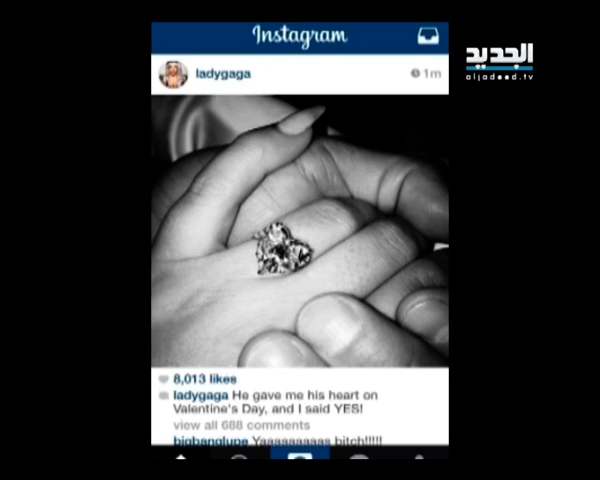 Instagram
الجديد
aljadeed.tv
ladygaga
1m
8,013 likes
ladygaga He gave me his heart on
Valentine's Day, and I said YES!
view all 688 comments
bigbanglupe Yaaaaaaaaas bitch!!!!!